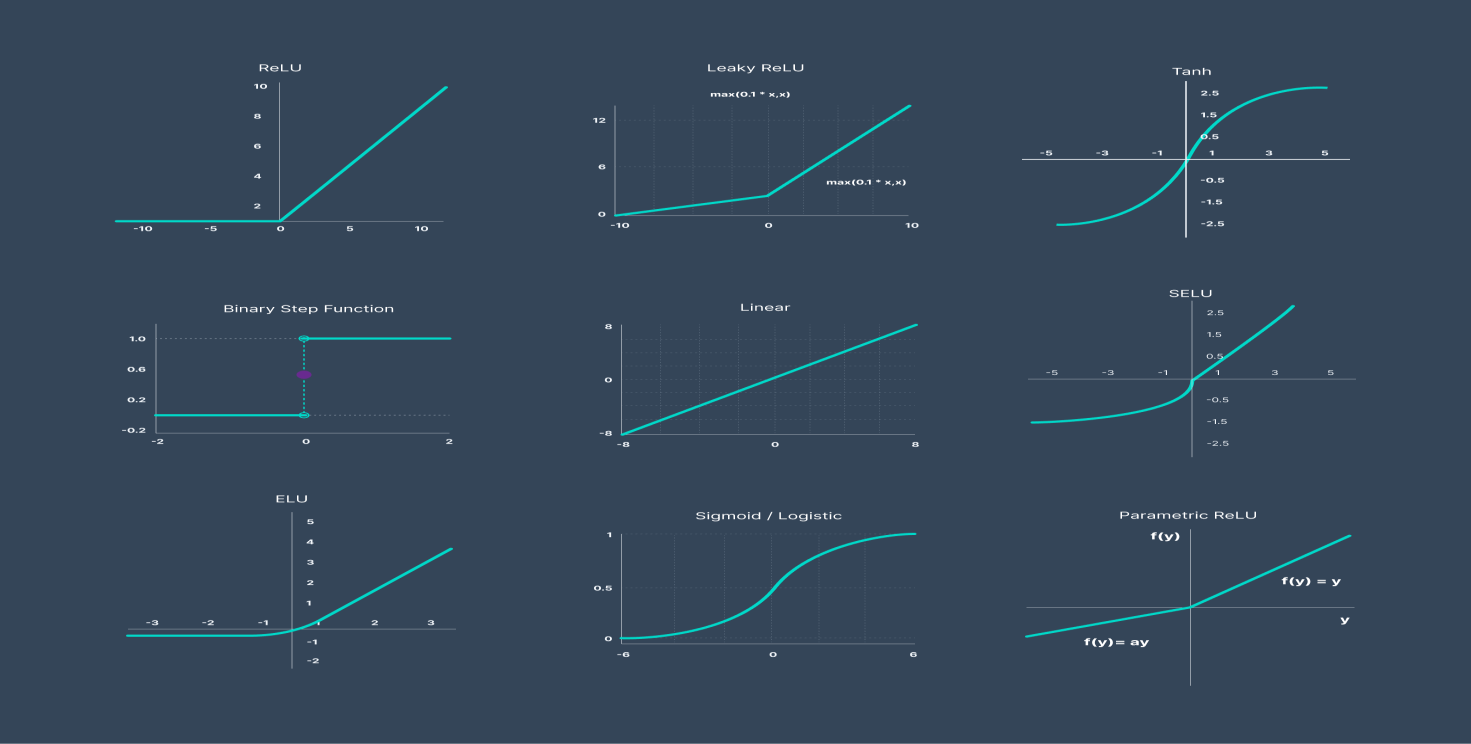 ReLU
10
8
6
4
2
-10 -5 0 5 10
Leaky ReLU
max(0.1 * x,x)
12
6
max(0.1 * x,x)
0
-10 0 10
Tanh
2.5
1.5
0.5
-5 -3 -1 1 3 5
-0.5
-1.5
-2.5
Binary Step Function
1.0
0.6
0.2
-0.2
-2 0 2
Linear
8
0
-8
-8 0 8
SELU
2.5
1.5
0.5
-5 -3 -1 1 3 5
-0.5
-1.5
-2.5
ELU
5
4
3
2
1
-3 -2 -1 1 2 3
-1
-2
Sigmoid / Logistic
1
0.5
0
-6 0 6
Parametric ReLU
f(y)
f(y) = y
y
f(y)= ay